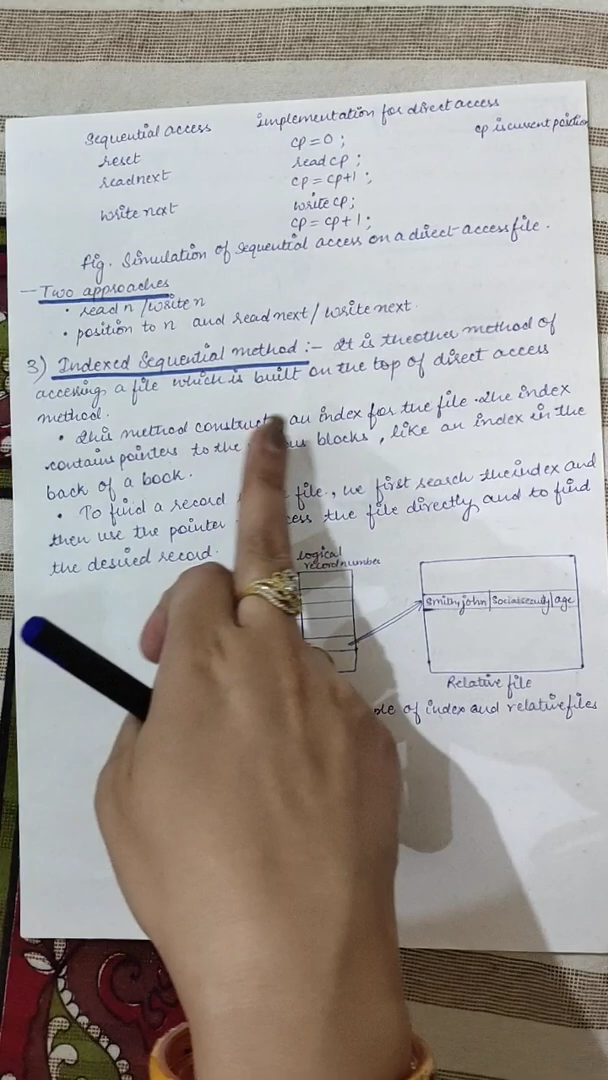 Sequential access implementation for direct access
cp is current position
reset cp = 0 ;
readnext read cp ;
cp = cp+1 ;
write next write cp;
cp = cp + 1 ;
fig. Simulation of sequential access on a direct-access file.
— Two approaches
• read n /write n
• position to n and readnext / write next.
3) Indexed Sequential method :- It is the other method of
accessing a file which is built on the top of direct access
method.
• This method constructs an index for the file. The index
contains pointers to the blocks, like an index in the
back of a book.
• To find a record file, we first search the index and
then use the pointer the file directly and to find
the desired record.
logical
record number
Smithy john | Social security | age
Relative file
of index and relative files